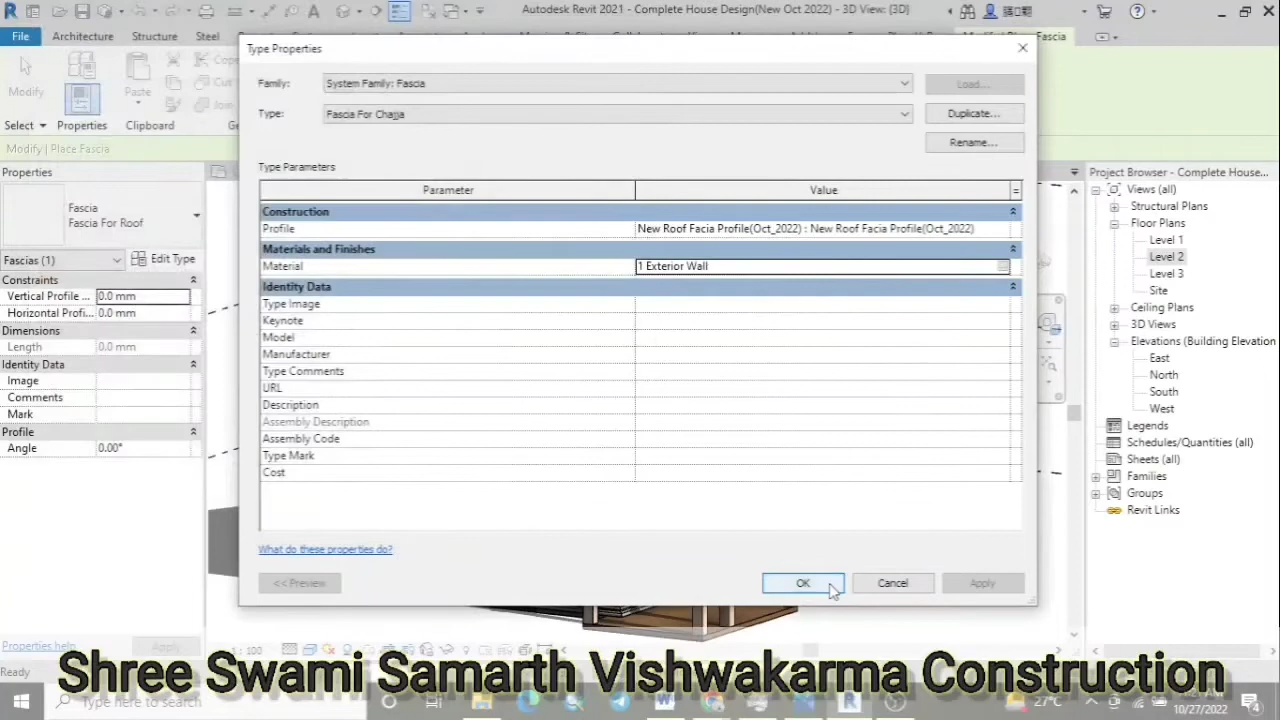 Autodesk Revit 2021 - Complete House Design(New Oct 2022) - 3D View: {3D}
File Architecture Structure Steel
Fascia
Modify
Paste
Select Properties Clipboard
Modify | Place Fascia
Type Properties
Family: System Family: Fascia Load...
Type: Fascia For Chajja Duplicate...
Rename...
Type Parameters
Parameter Value =
Construction
Profile New Roof Facia Profile(Oct_2022) : New Roof Facia Profile(Oct_2022)
Materials and Finishes
Material 1 Exterior Wall
Identity Data
Type Image
Keynote
Model
Manufacturer
Type Comments
URL
Description
Assembly Description
Assembly Code
Type Mark
Cost
What do these properties do?
<< Preview OK Cancel Apply
Properties
Fascia
Fascia For Roof
Fascias (1) Edit Type
Constraints
Vertical Profile ... 0.0 mm
Horizontal Profi... 0.0 mm
Dimensions
Length 0.0 mm
Identity Data
Image
Comments
Mark
Profile
Angle 0.00°
Properties help Apply
Project Browser - Complete House...
Views (all)
Structural Plans
Floor Plans
Level 1
Level 2
Level 3
Site
Ceiling Plans
3D Views
Elevations (Building Elevation
East
North
South
West
Legends
Schedules/Quantities (all)
Sheets (all)
Families
Groups
Revit Links
: 100
Ready
Shree Swami Samarth Vishwakarma Construction
Type here to search
27°C
10/27/2022